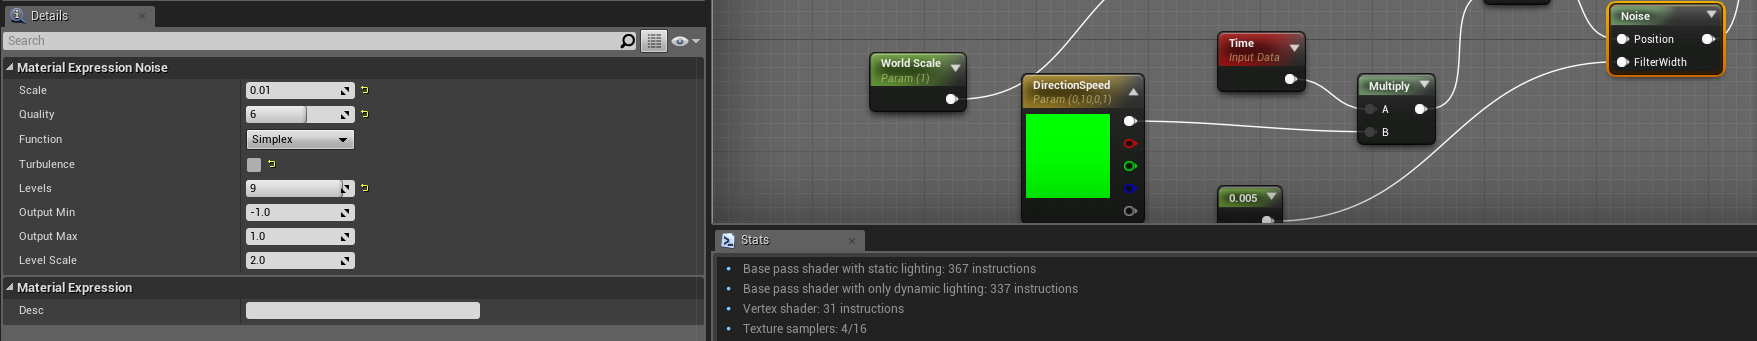 Details
Search
Material Expression Noise
Scale 0.01
Quality 6
Function Simplex
Turbulence
Levels 9
Output Min -1.0
Output Max 1.0
Level Scale 2.0
Material Expression
Desc
World Scale
Param (1)
DirectionSpeed
Param (0,10,0,1)
Time
Input Data
Multiply
A
B
0.005
Noise
Position
FilterWidth
Stats
Base pass shader with static lighting: 367 instructions
Base pass shader with only dynamic lighting: 337 instructions
Vertex shader: 31 instructions
Texture samplers: 4/16